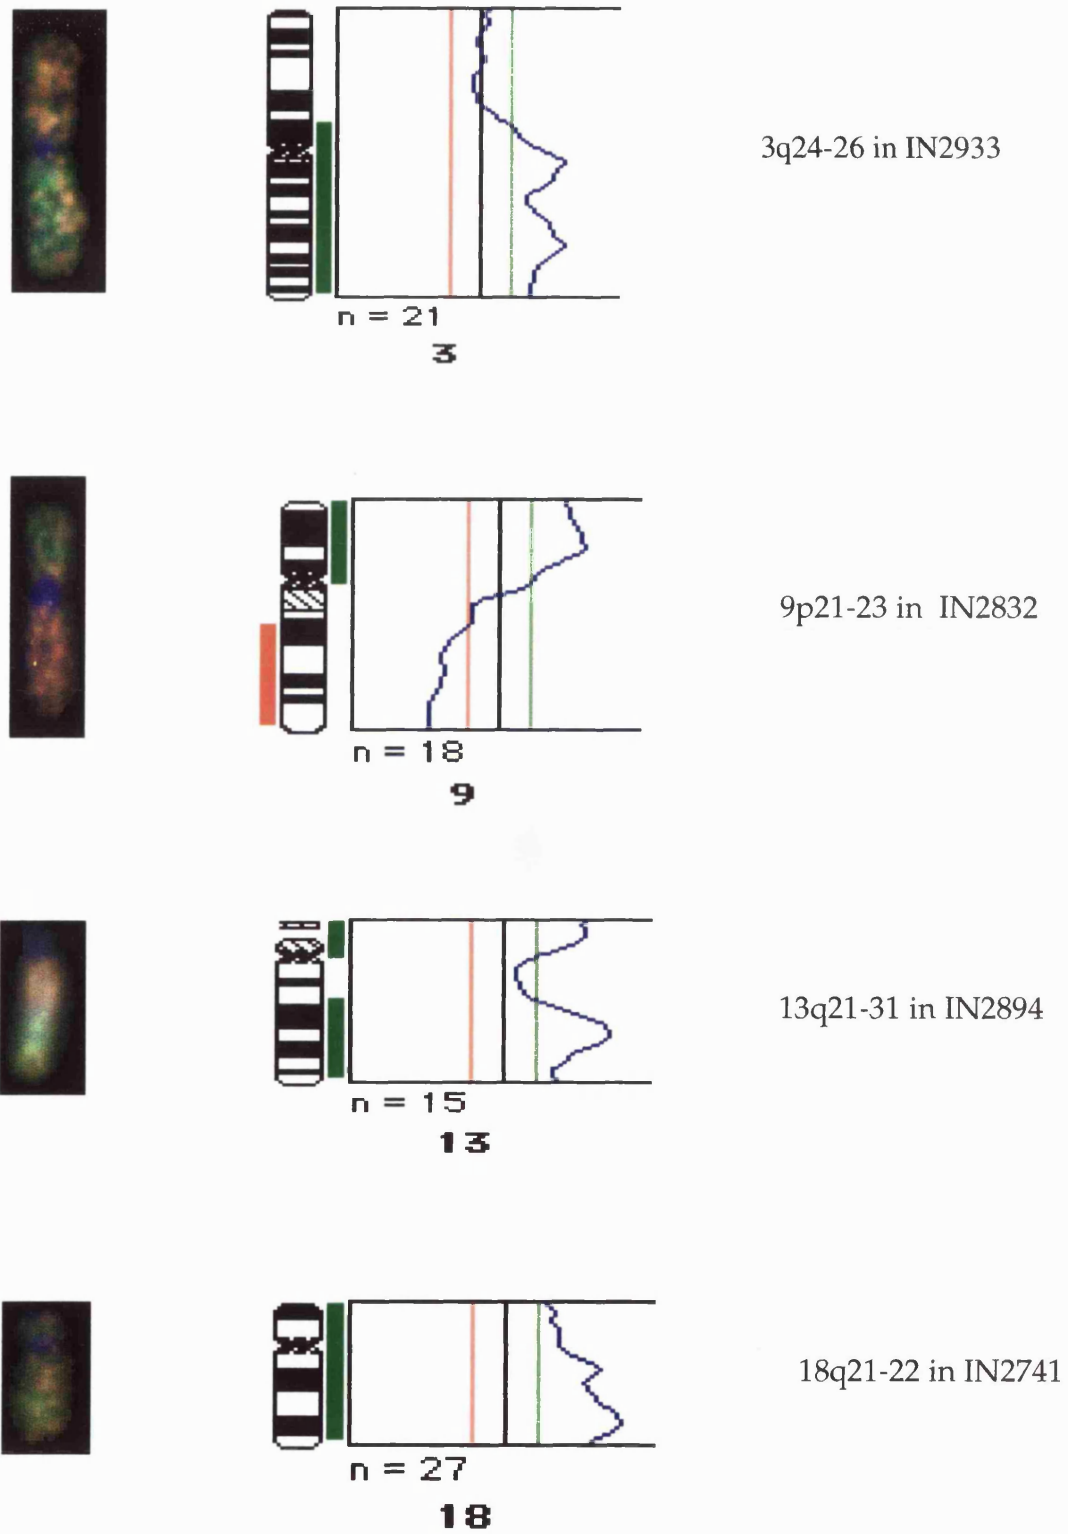 3q24-26 in IN2933
n = 21
3
9p21-23 in IN2832
n = 18
9
13q21-31 in IN2894
n = 15
13
18q21-22 in IN2741
n = 27
18